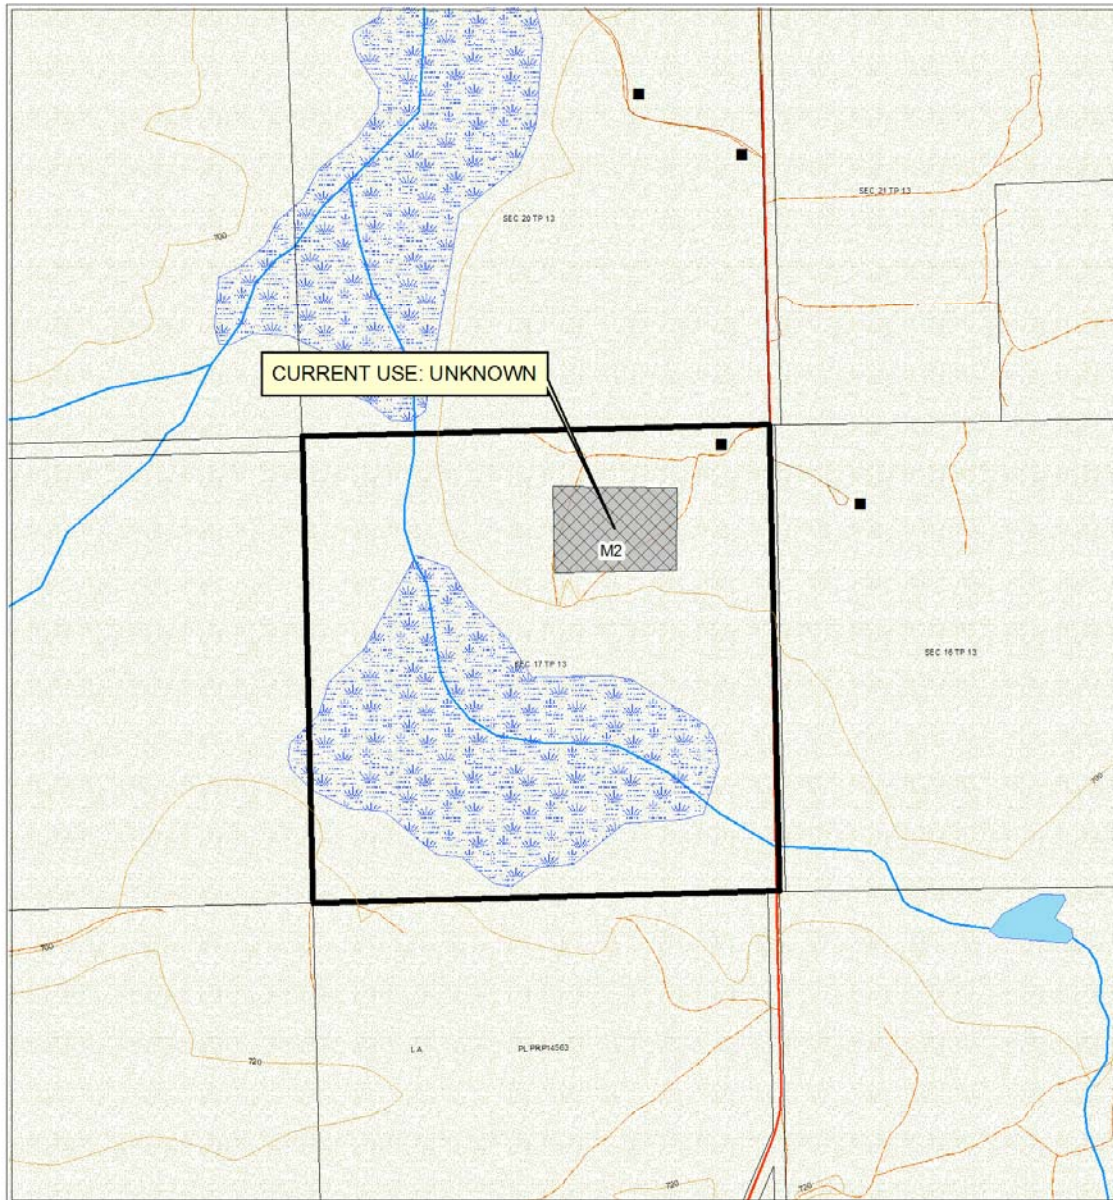 SEC 21 TP 13
SEC 20 TP 13
700
CURRENT USE: UNKNOWN
M2
SEC 16 TP 13
SEC 17 TP 13
700
700
L A
PL PRP14563
720
720
720